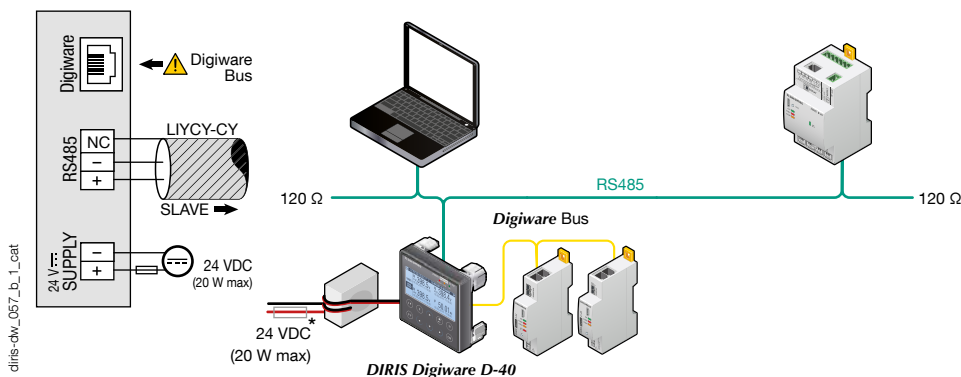 Digiware
Digiware
Bus
RS485
NC
–
+
LIYCY-CY
SLAVE
24 V
SUPPLY
–
+
24 VDC
(20 W max)
diris-dw_057_b_1_cat
120 Ω
RS485
120 Ω
Digiware Bus
24 VDC
*
(20 W max)
DIRIS Digiware D-40